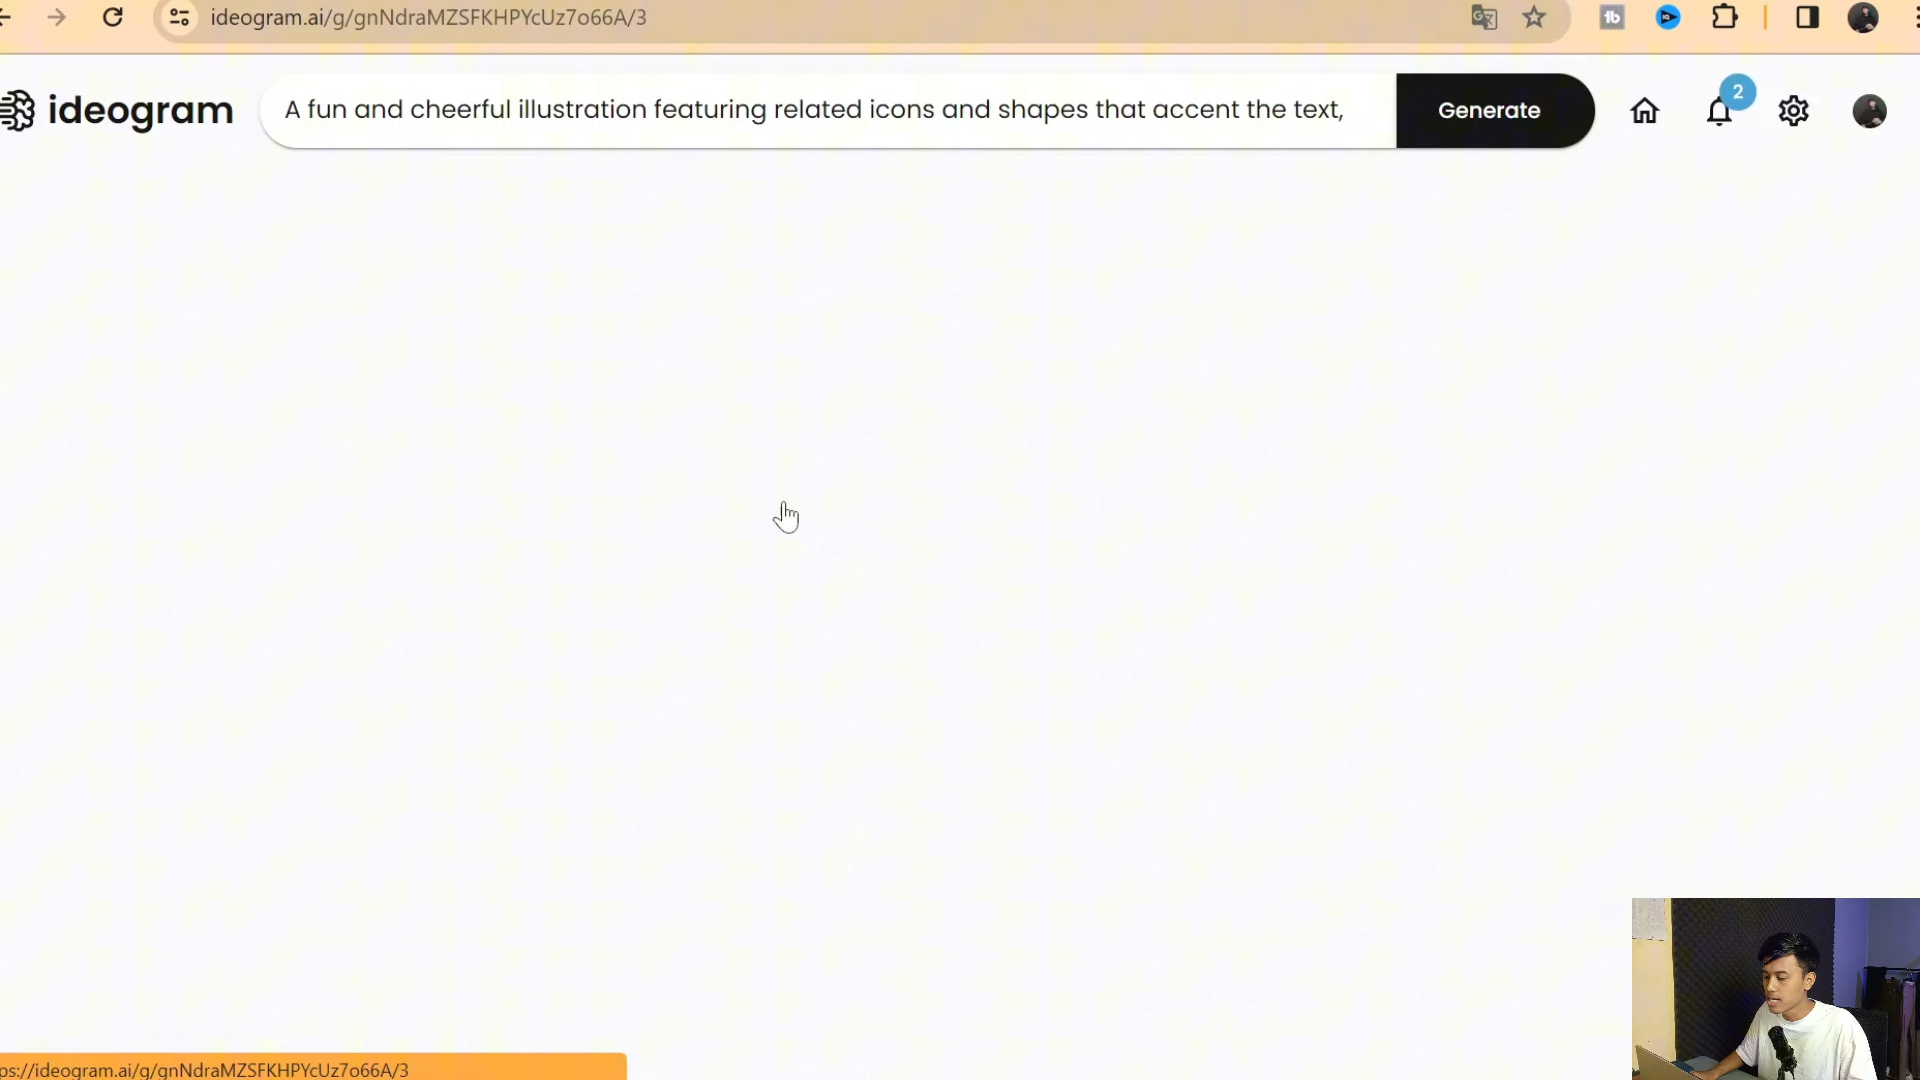 ideogram.ai/g/gnNdraMZSFKHPYcUz7o66A/3
ideogram
A fun and cheerful illustration featuring related icons and shapes that accent the text,
Generate
2
ps://ideogram.ai/g/gnNdraMZSFKHPYcUz7o66A/3